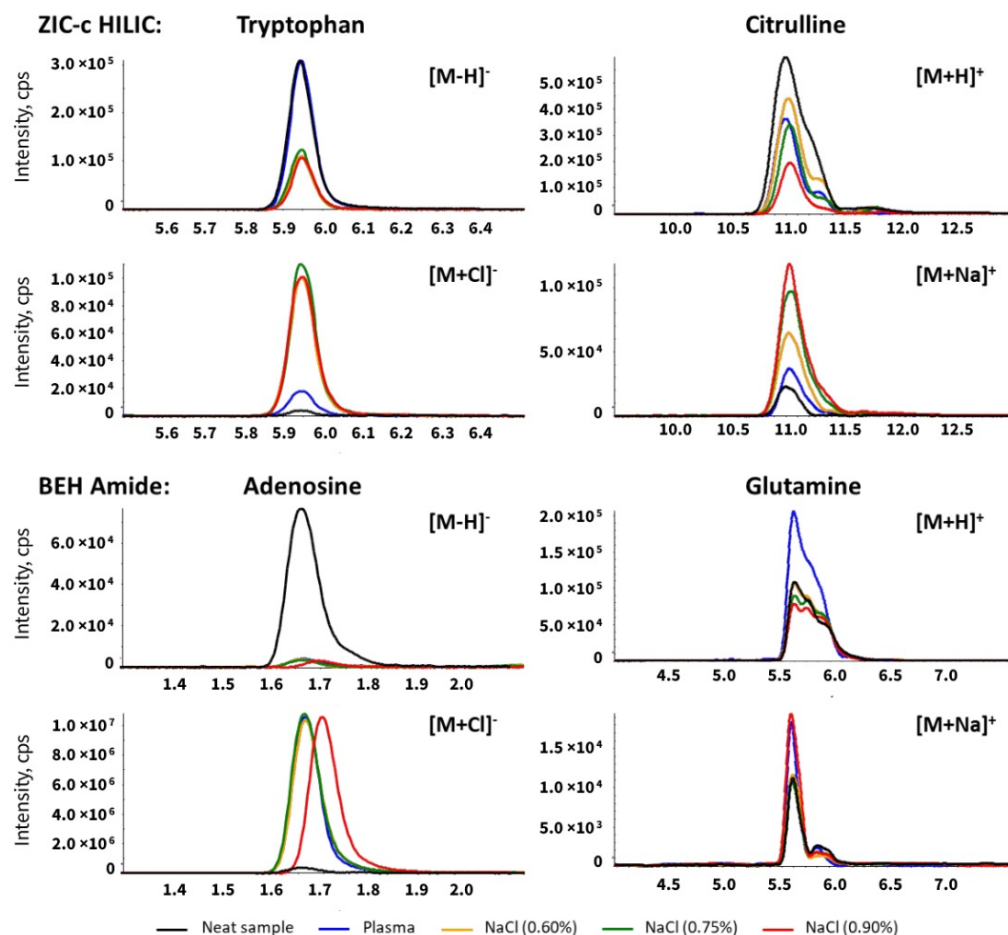 ZIC-c HILIC: Tryptophan Citrulline
[M-H]⁻ [M+H]⁺
Intensity, cps
3.0 ×10⁵
2.0 ×10⁵
1.0 ×10⁵
0
5.6 5.7 5.8 5.9 6.0 6.1 6.2 6.3 6.4
5.0 ×10⁵
4.0 ×10⁵
3.0 ×10⁵
2.0 ×10⁵
1.0 ×10⁵
0
10.0 10.5 11.0 11.5 12.0 12.5
[M+Cl]⁻ [M+Na]⁺
Intensity, cps
1.0 ×10⁵
8.0 ×10⁴
6.0 ×10⁴
4.0 ×10⁴
2.0 ×10⁴
0
5.6 5.7 5.8 5.9 6.0 6.1 6.2 6.3 6.4
1.0 ×10⁵
5.0 ×10⁴
0
10.0 10.5 11.0 11.5 12.0 12.5
BEH Amide: Adenosine Glutamine
[M-H]⁻ [M+H]⁺
Intensity, cps
6.0 ×10⁴
4.0 ×10⁴
2.0 ×10⁴
0
1.4 1.5 1.6 1.7 1.8 1.9 2.0
2.0 ×10⁵
1.5 ×10⁵
1.0 ×10⁵
5.0 ×10⁴
0
4.5 5.0 5.5 6.0 6.5 7.0
[M+Cl]⁻ [M+Na]⁺
Intensity, cps
1.0 ×10⁷
8.0 ×10⁶
6.0 ×10⁶
4.0 ×10⁶
2.0 ×10⁶
0
1.4 1.5 1.6 1.7 1.8 1.9 2.0
1.5 ×10⁴
1.0 ×10⁴
5.0 ×10³
0
4.5 5.0 5.5 6.0 6.5 7.0
Neat sample Plasma NaCl (0.60%) NaCl (0.75%) NaCl (0.90%)